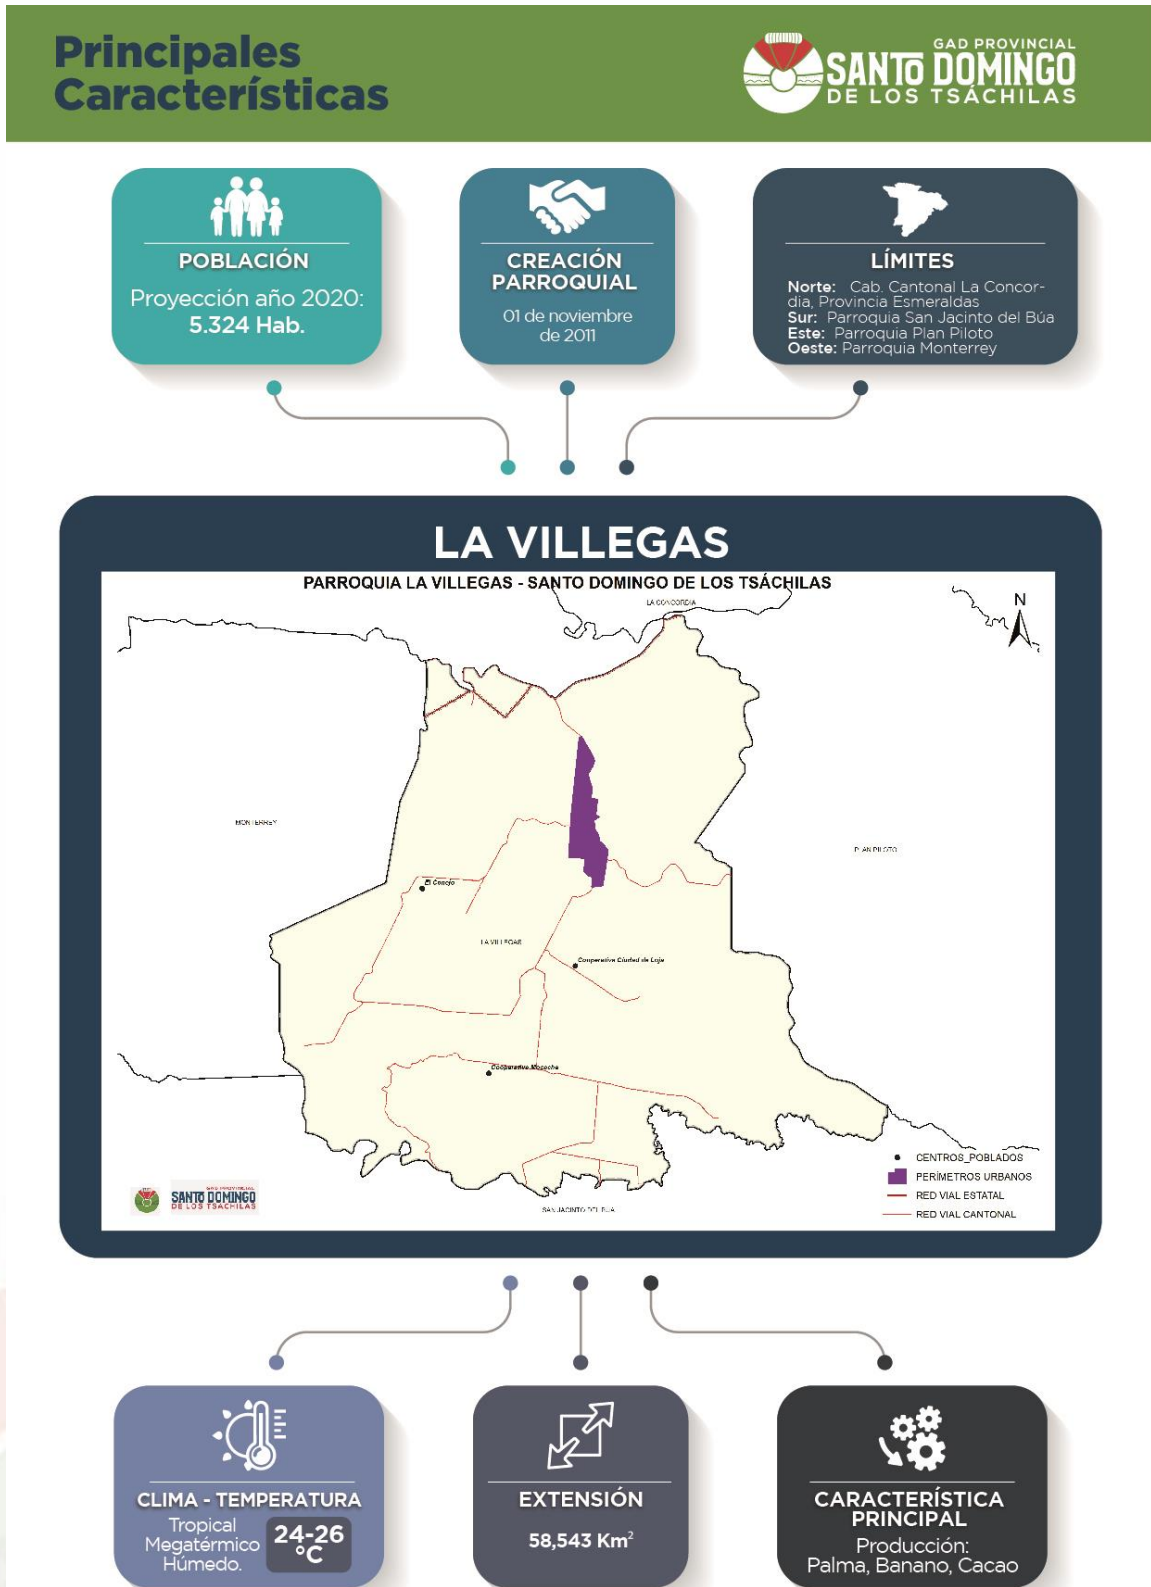 Principales
Características
GAD PROVINCIAL
SANTO DOMINGO
DE LOS TSÁCHILAS
POBLACIÓN
Proyección año 2020:
5.324 Hab.
CREACIÓN
PARROQUIAL
01 de noviembre
de 2011
LÍMITES
Norte: Cab. Cantonal La Concor-
dia, Provincia Esmeraldas
Sur: Parroquia San Jacinto del Búa
Este: Parroquia Plan Piloto
Oeste: Parroquia Monterrey
LA VILLEGAS
PARROQUIA LA VILLEGAS - SANTO DOMINGO DE LOS TSÁCHILAS
LA CONCORDIA
N
MONTERREY
PLAN PILOTO
El Conejo
LA VILLEGAS
Cooperativa Ciudad de Loja
Cooperativa Mocache
SAN JACINTO DEL BUA
CENTROS_POBLADOS
PERÍMETROS URBANOS
RED VIAL ESTATAL
RED VIAL CANTONAL
GAD PROVINCIAL
SANTO DOMINGO
DE LOS TSÁCHILAS
CLIMA - TEMPERATURA
Tropical
Megatérmico
Húmedo.
24-26
°C
EXTENSIÓN
58,543 Km²
CARACTERÍSTICA
PRINCIPAL
Producción:
Palma, Banano, Cacao